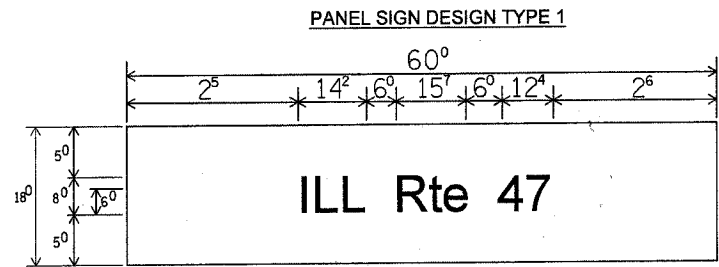 PANEL SIGN DESIGN TYPE 1
60⁰
2⁵ 14² 6⁰ 15⁷ 6⁰ 12⁴ 2⁶
5⁰
18⁰ 8⁰ 6⁰
5⁰
ILL Rte 47